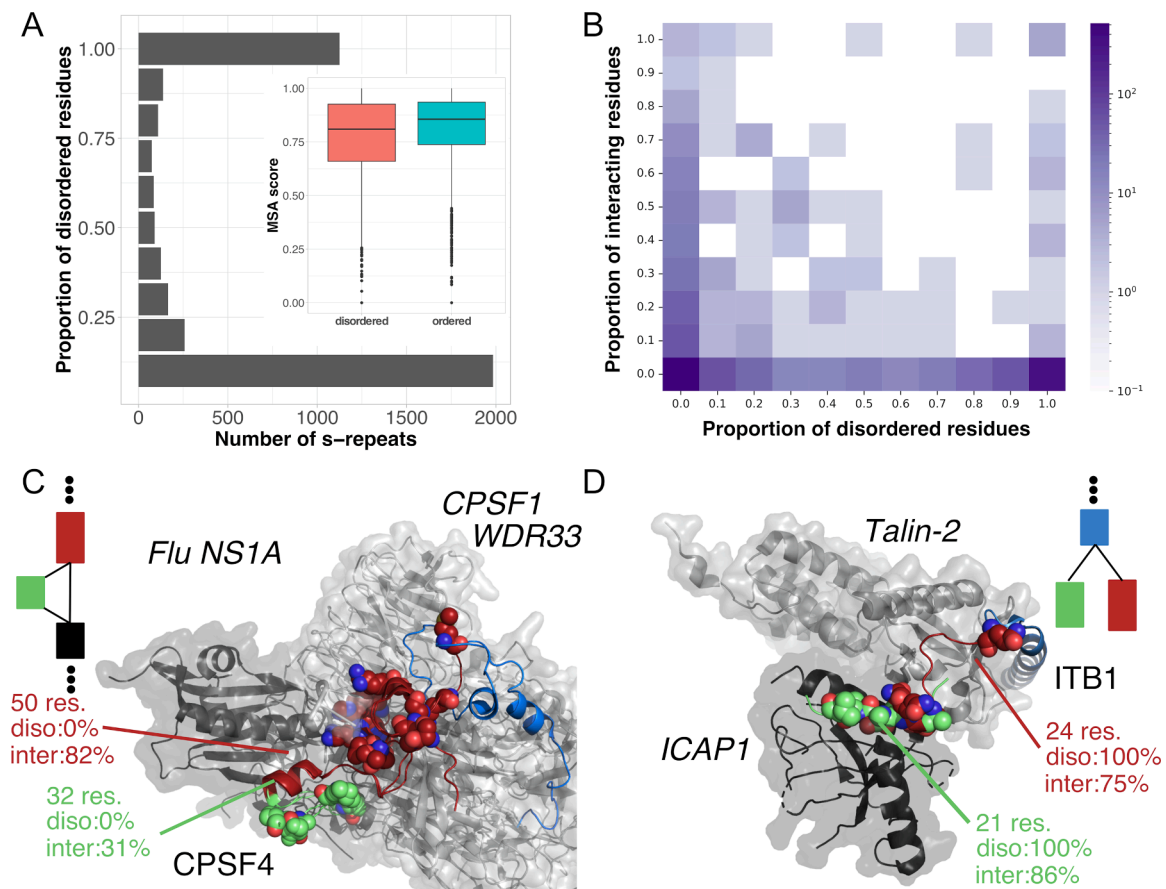 A
Proportion of disordered residues
1.00
0.75
0.50
0.25
0
500
1000
1500
2000
Number of s-repeats
MSA score
1.00
0.75
0.50
0.25
0.00
disordered
ordered
B
Proportion of interacting residues
1.0
0.9
0.8
0.7
0.6
0.5
0.4
0.3
0.2
0.1
0.0
0.0 0.1 0.2 0.3 0.4 0.5 0.6 0.7 0.8 0.9 1.0
Proportion of disordered residues
10²
10¹
10⁰
10⁻¹
C
Flu NS1A
CPSF1
WDR33
50 res.
diso:0%
inter:82%
32 res.
diso:0%
inter:31%
CPSF4
D
Talin-2
ITB1
ICAP1
24 res.
diso:100%
inter:75%
21 res.
diso:100%
inter:86%